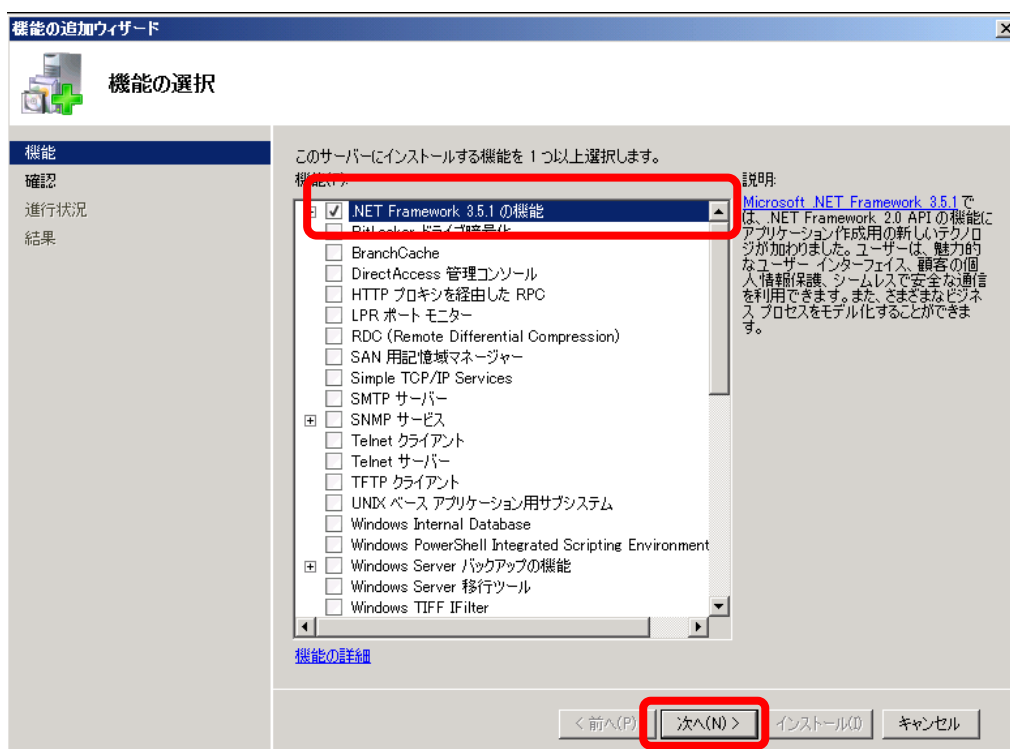 機能の追加ウィザード
機能の選択
機能
確認
進行状況
結果
このサーバーにインストールする機能を 1 つ以上選択します。
機能(F):
.NET Framework 3.5.1 の機能
BitLocker ドライブ暗号化
BranchCache
DirectAccess 管理コンソール
HTTP プロキシを経由した RPC
LPR ポート モニター
RDC (Remote Differential Compression)
SAN 用記憶域マネージャー
Simple TCP/IP Services
SMTP サーバー
SNMP サービス
Telnet クライアント
Telnet サーバー
TFTP クライアント
UNIX ベース アプリケーション用サブシステム
Windows Internal Database
Windows PowerShell Integrated Scripting Environment
Windows Server バックアップの機能
Windows Server 移行ツール
Windows TIFF IFilter
機能の詳細
説明:
Microsoft .NET Framework 3.5.1 で
は、.NET Framework 2.0 API の機能に
アプリケーション作成用の新しいテクノロ
ジが加わりました。ユーザーは、魅力的
なユーザー インターフェイス、顧客の個
人情報保護、シームレスで安全な通信
を利用できます。また、さまざまなビジネ
ス プロセスをモデル化することができま
す。
< 前へ(P)
次へ(N) >
インストール(I)
キャンセル